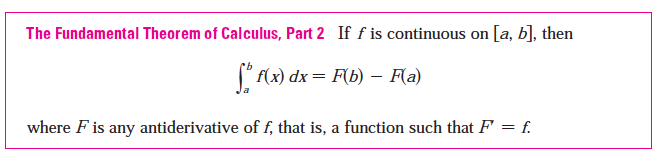 The Fundamental Theorem of Calculus, Part 2 If f is continuous on [a, b], then
∫ₐᵇ f(x) dx = F(b) − F(a)
where F is any antiderivative of f, that is, a function such that F′ = f.